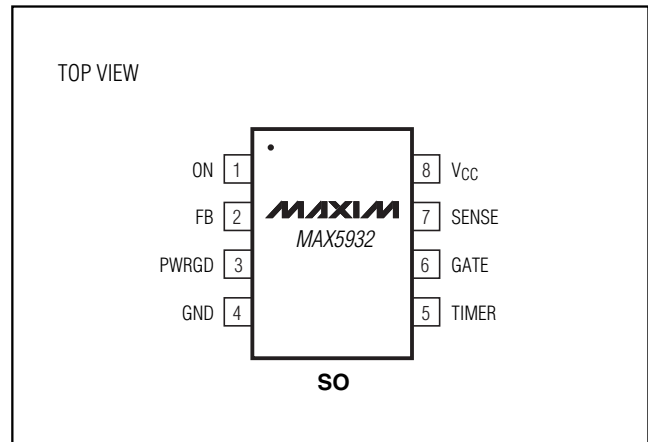 TOP VIEW
ON 1 8 VCC
FB 2 MAXIM 7 SENSE
MAX5932
PWRGD 3 6 GATE
GND 4 5 TIMER
SO